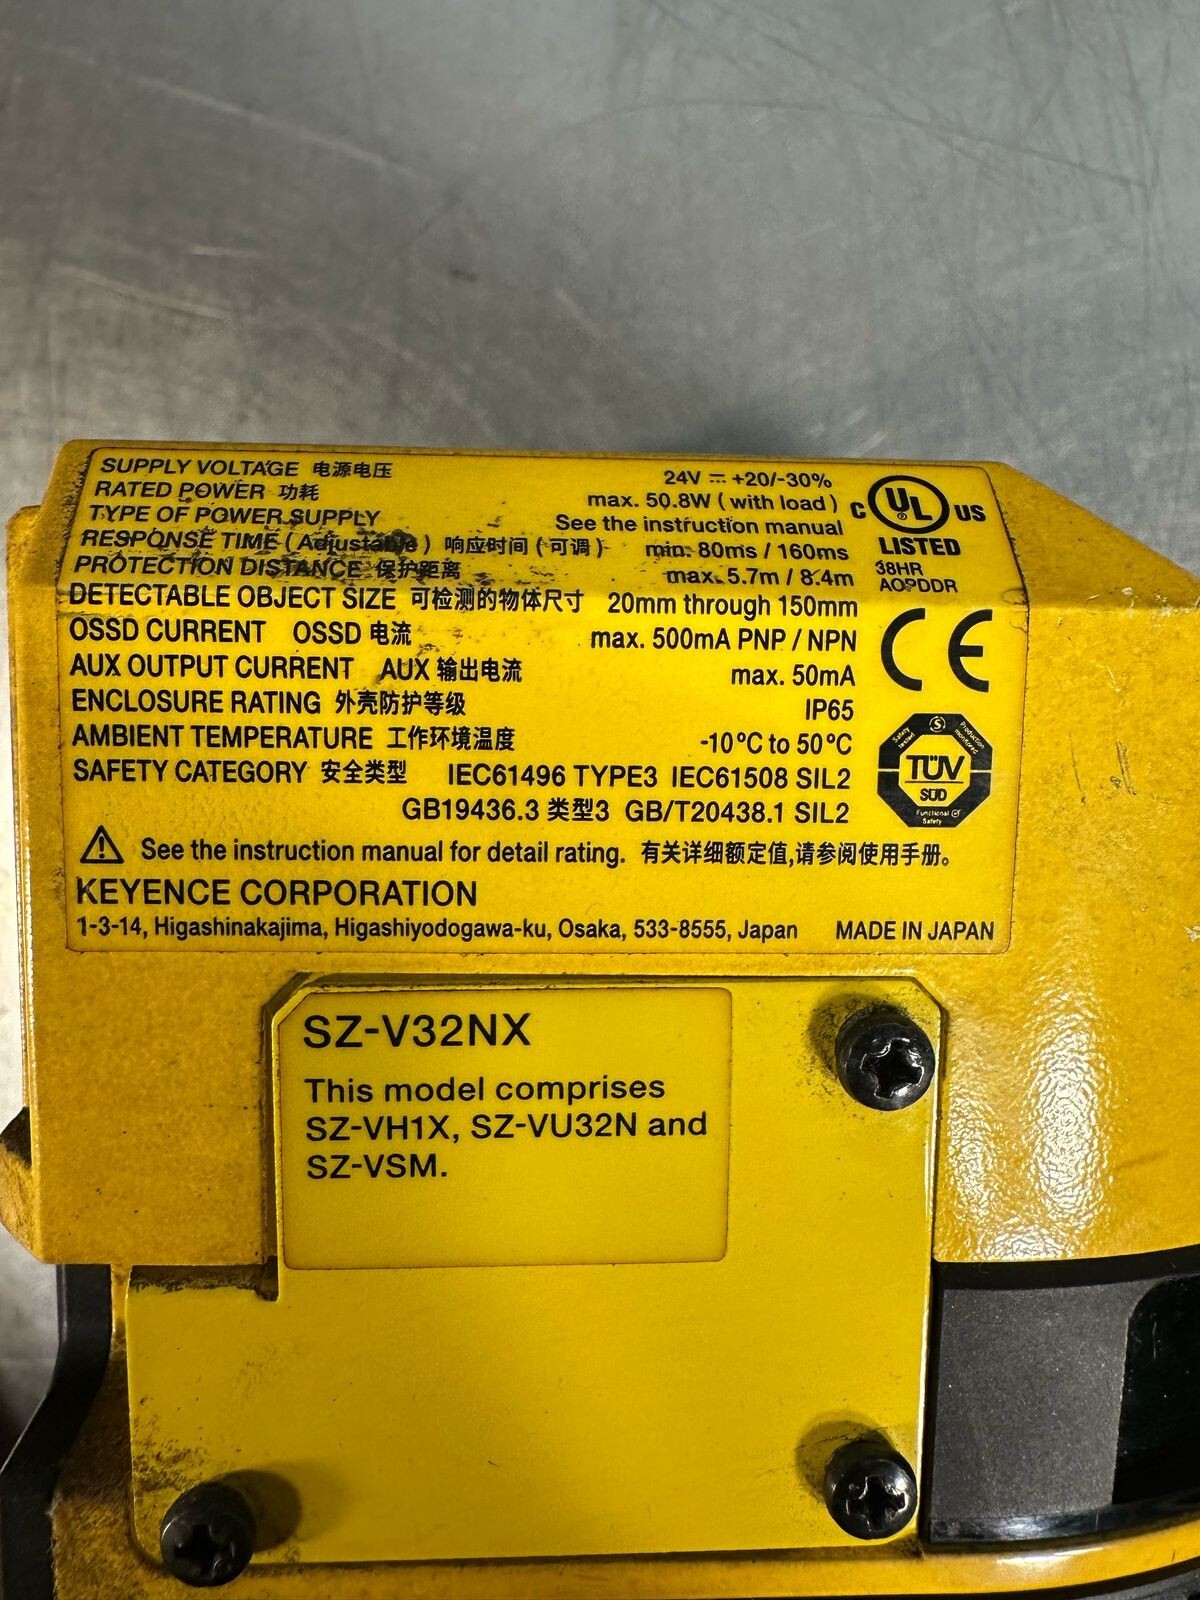 SUPPLY VOLTAGE 电源电压 24V ⎓ +20/-30%
RATED POWER 功耗 max. 50.8W ( with load )
TYPE OF POWER SUPPLY See the instruction manual
RESPONSE TIME ( Adjustable ) 响应时间 ( 可调 ) min. 80ms / 160ms
PROTECTION DISTANCE 保护距离 max. 5.7m / 8.4m
DETECTABLE OBJECT SIZE 可检测的物体尺寸 20mm through 150mm
OSSD CURRENT OSSD 电流 max. 500mA PNP / NPN
AUX OUTPUT CURRENT AUX 输出电流 max. 50mA
ENCLOSURE RATING 外壳防护等级 IP65
AMBIENT TEMPERATURE 工作环境温度 -10°C to 50°C
SAFETY CATEGORY 安全类型 IEC61496 TYPE3 IEC61508 SIL2
GB19436.3 类型3 GB/T20438.1 SIL2
See the instruction manual for detail rating. 有关详细额定值,请参阅使用手册。
KEYENCE CORPORATION
1-3-14, Higashinakajima, Higashiyodogawa-ku, Osaka, 533-8555, Japan MADE IN JAPAN
C UL ® US
LISTED
38HR
AOPDDR
CE
Safety tested
Production monitored
TÜV
SÜD
Functional Safety
SZ-V32NX
This model comprises
SZ-VH1X, SZ-VU32N and
SZ-VSM.